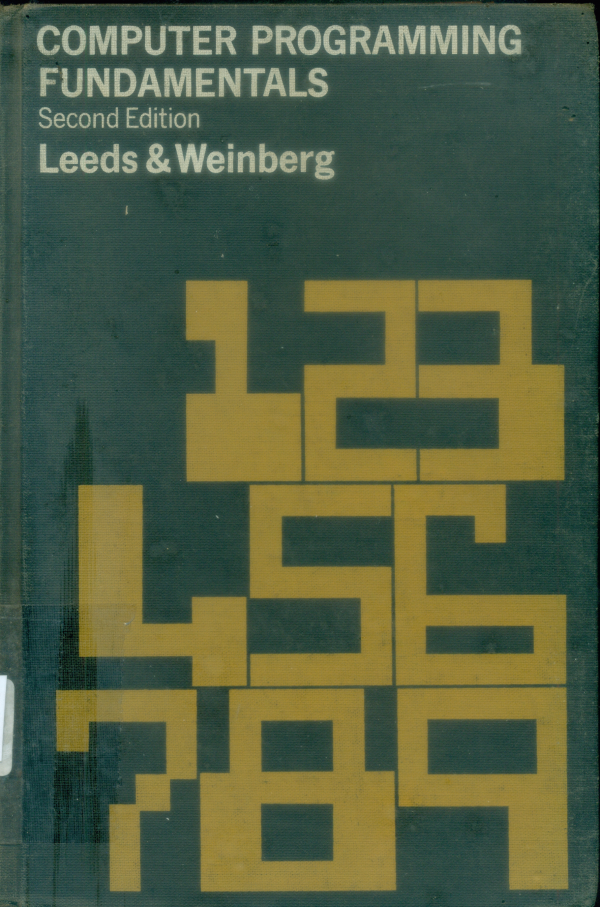 COMPUTER PROGRAMMING
FUNDAMENTALS
Second Edition
Leeds & Weinberg
123
456
789